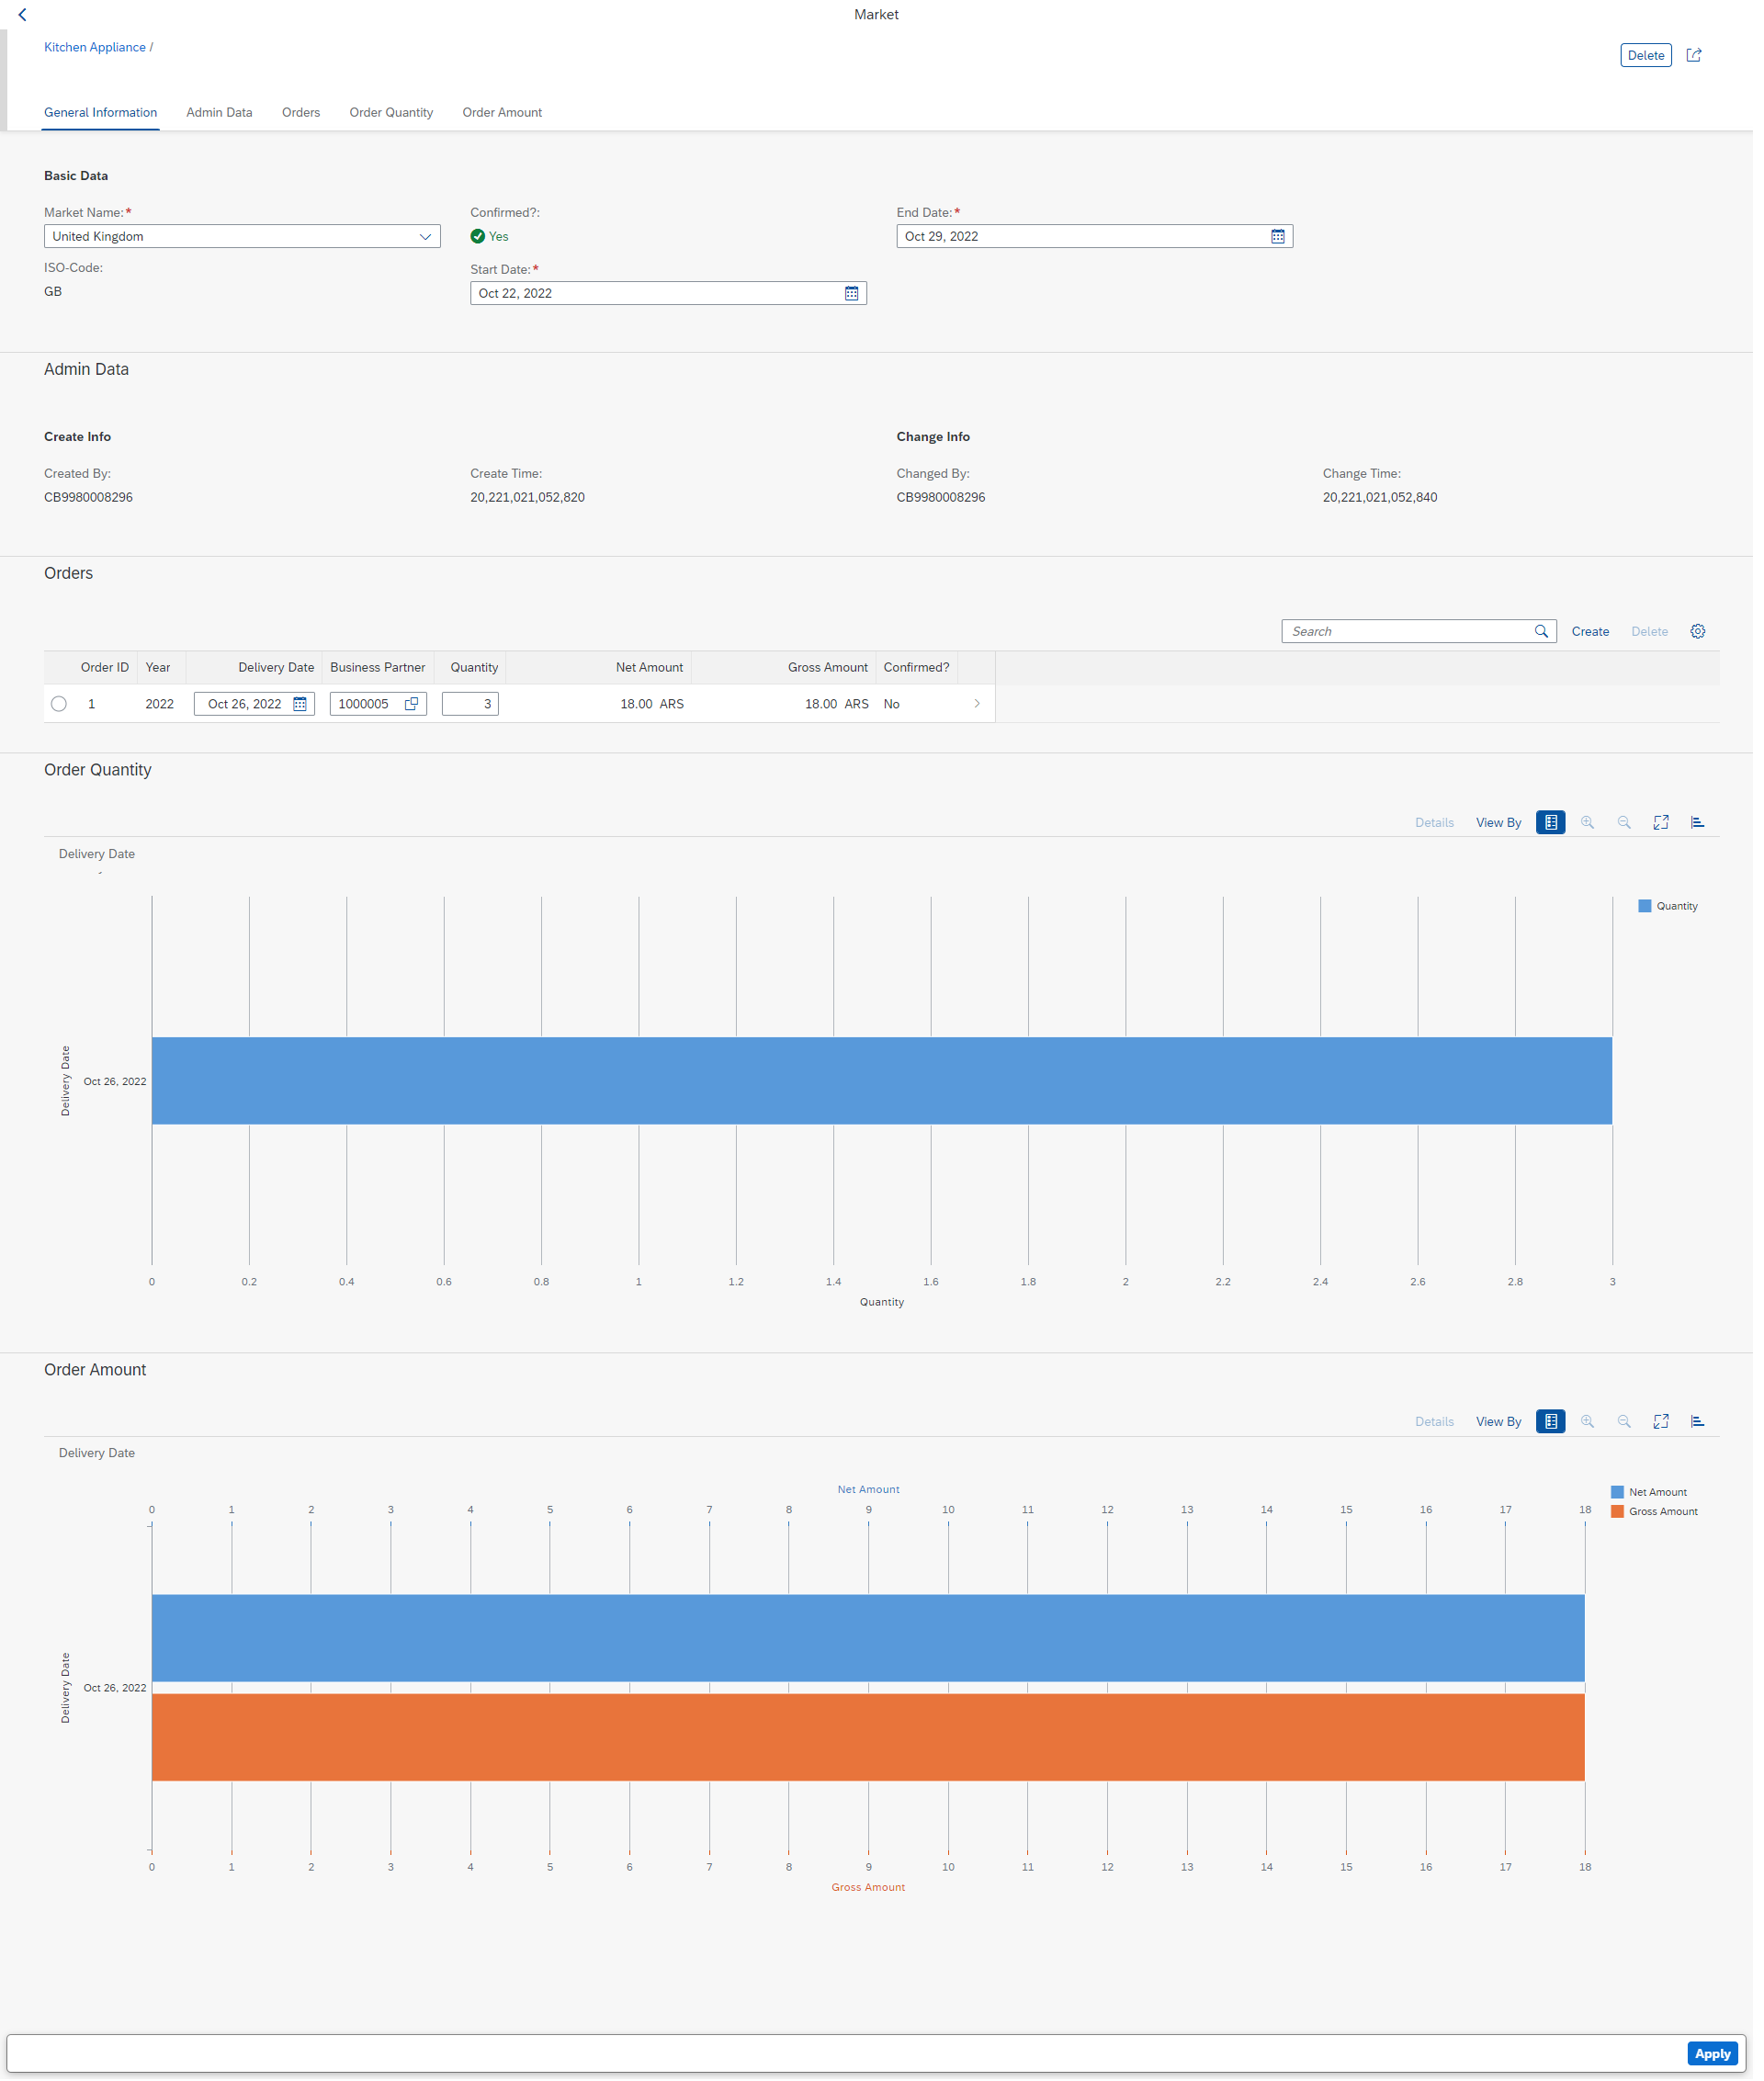 Market
Kitchen Appliance /
Delete
General Information Admin Data Orders Order Quantity Order Amount
Basic Data
Market Name:* Confirmed?: End Date:*
United Kingdom Yes Oct 29, 2022
ISO-Code: Start Date:*
GB Oct 22, 2022
Admin Data
Create Info Change Info
Created By: Create Time: Changed By: Change Time:
CB9980008296 20,221,021,052,820 CB9980008296 20,221,021,052,840
Orders
Search Create Delete
Order ID Year Delivery Date Business Partner Quantity Net Amount Gross Amount Confirmed?
1 2022 Oct 26, 2022 1000005 3 18.00 ARS 18.00 ARS No
Order Quantity
Details View By
Delivery Date
Quantity
Delivery Date
Oct 26, 2022
0 0.2 0.4 0.6 0.8 1 1.2 1.4 1.6 1.8 2 2.2 2.4 2.6 2.8 3
Quantity
Order Amount
Details View By
Delivery Date
Net Amount
Net Amount
Gross Amount
0 1 2 3 4 5 6 7 8 9 10 11 12 13 14 15 16 17 18
Delivery Date
Oct 26, 2022
0 1 2 3 4 5 6 7 8 9 10 11 12 13 14 15 16 17 18
Gross Amount
Apply